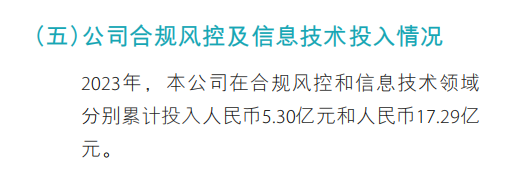 （五）公司合规风控及信息技术投入情况
2023年，本公司在合规风控和信息技术领域
分别累计投入人民币5.30亿元和人民币17.29亿
元。